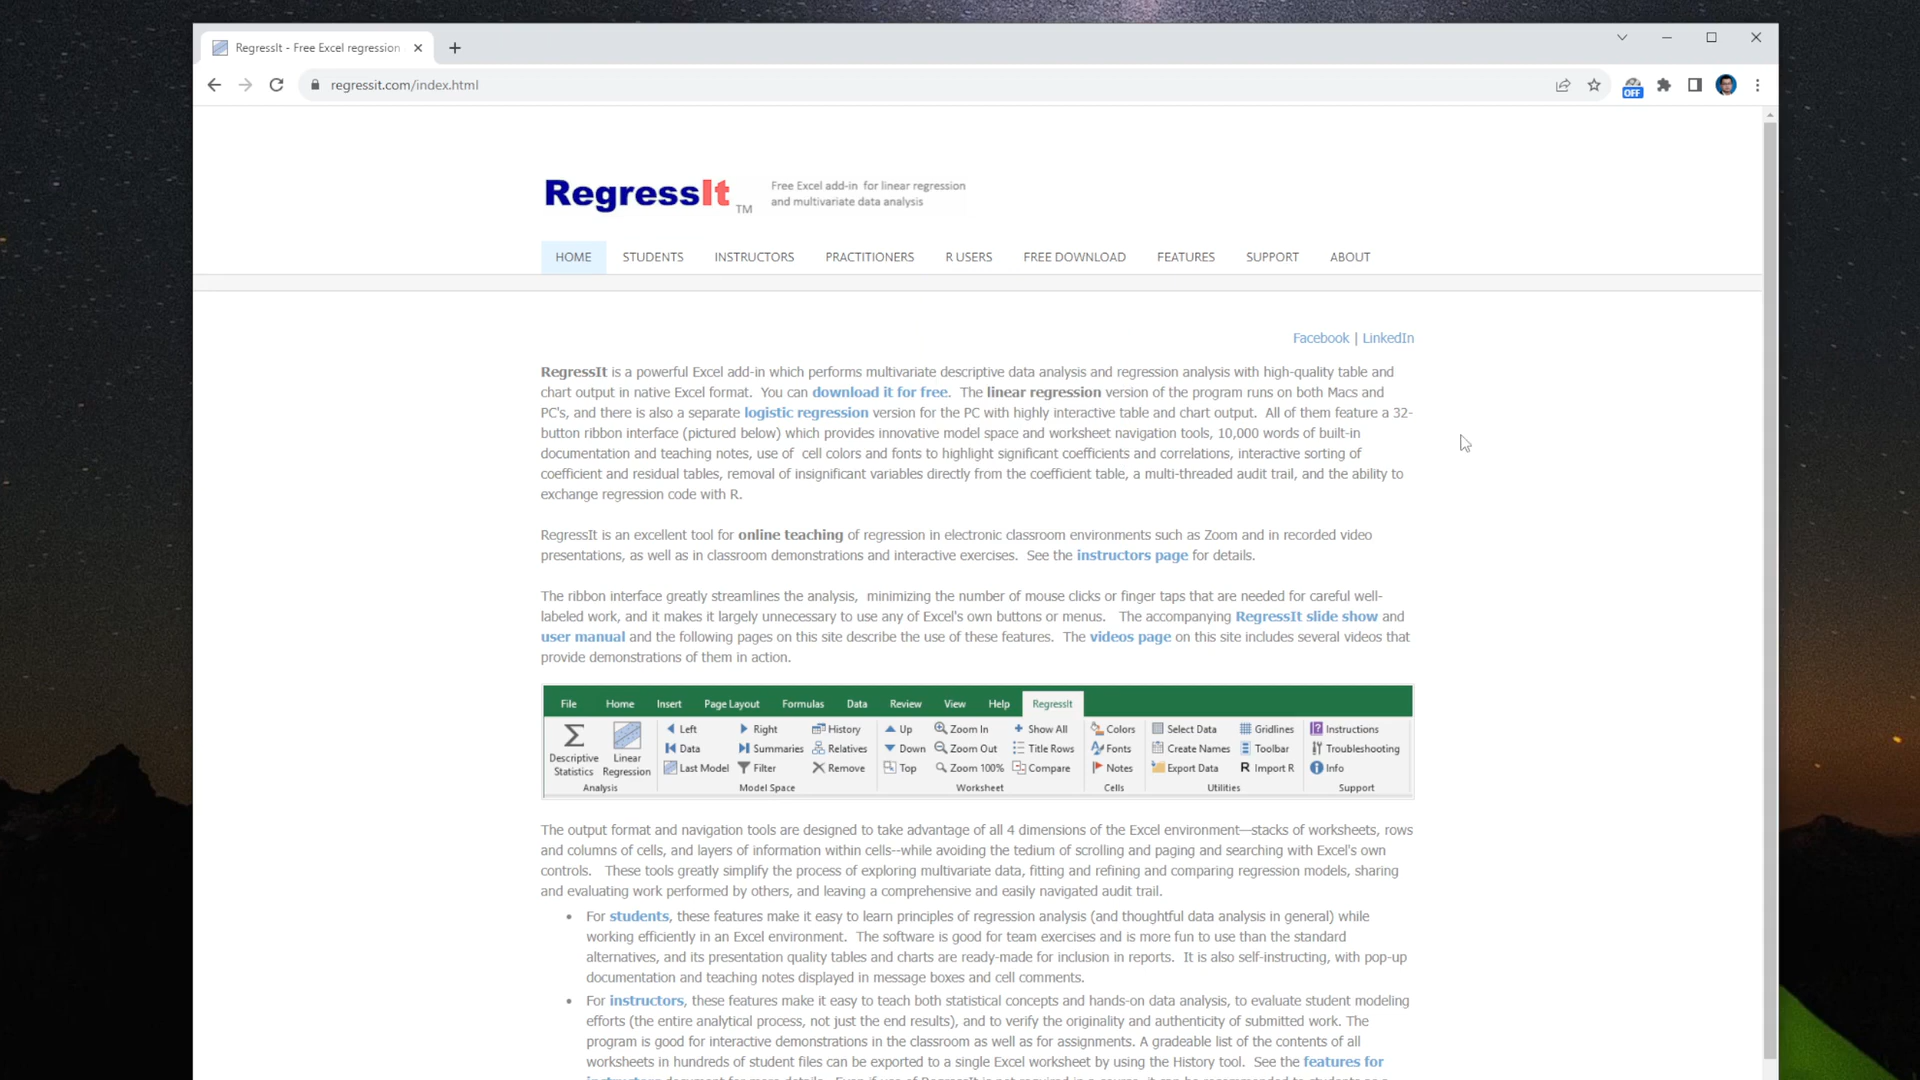 RegressIt - Free Excel regression
regressit.com/index.html
OFF
RegressIt TM
Free Excel add-in for linear regression
and multivariate data analysis
HOME STUDENTS INSTRUCTORS PRACTITIONERS R USERS FREE DOWNLOAD FEATURES SUPPORT ABOUT
Facebook | LinkedIn
RegressIt is a powerful Excel add-in which performs multivariate descriptive data analysis and regression analysis with high-quality table and
chart output in native Excel format. You can download it for free. The linear regression version of the program runs on both Macs and
PC's, and there is also a separate logistic regression version for the PC with highly interactive table and chart output. All of them feature a 32-
button ribbon interface (pictured below) which provides innovative model space and worksheet navigation tools, 10,000 words of built-in
documentation and teaching notes, use of cell colors and fonts to highlight significant coefficients and correlations, interactive sorting of
coefficient and residual tables, removal of insignificant variables directly from the coefficient table, a multi-threaded audit trail, and the ability to
exchange regression code with R.
RegressIt is an excellent tool for online teaching of regression in electronic classroom environments such as Zoom and in recorded video
presentations, as well as in classroom demonstrations and interactive exercises. See the instructors page for details.
The ribbon interface greatly streamlines the analysis, minimizing the number of mouse clicks or finger taps that are needed for careful well-
labeled work, and it makes it largely unnecessary to use any of Excel's own buttons or menus. The accompanying RegressIt slide show and
user manual and the following pages on this site describe the use of these features. The videos page on this site includes several videos that
provide demonstrations of them in action.
File Home Insert Page Layout Formulas Data Review View Help RegressIt
Left Right History Up Zoom In Show All Colors Select Data Gridlines Instructions
Descriptive Linear Data Summaries Relatives Down Zoom Out Title Rows Fonts Create Names Toolbar Troubleshooting
Statistics Regression Last Model Filter Remove Top Zoom 100% Compare Notes Export Data R Import R Info
Analysis Model Space Worksheet Cells Utilities Support
The output format and navigation tools are designed to take advantage of all 4 dimensions of the Excel environment—stacks of worksheets, rows
and columns of cells, and layers of information within cells--while avoiding the tedium of scrolling and paging and searching with Excel's own
controls. These tools greatly simplify the process of exploring multivariate data, fitting and refining and comparing regression models, sharing
and evaluating work performed by others, and leaving a comprehensive and easily navigated audit trail.
• For students, these features make it easy to learn principles of regression analysis (and thoughtful data analysis in general) while
working efficiently in an Excel environment. The software is good for team exercises and is more fun to use than the standard
alternatives, and its presentation quality tables and charts are ready-made for inclusion in reports. It is also self-instructing, with pop-up
documentation and teaching notes displayed in message boxes and cell comments.
• For instructors, these features make it easy to teach both statistical concepts and hands-on data analysis, to evaluate student modeling
efforts (the entire analytical process, not just the end results), and to verify the originality and authenticity of submitted work. The
program is good for interactive demonstrations in the classroom as well as for assignments. A gradeable list of the contents of all
worksheets in hundreds of student files can be exported to a single Excel worksheet by using the History tool. See the features for